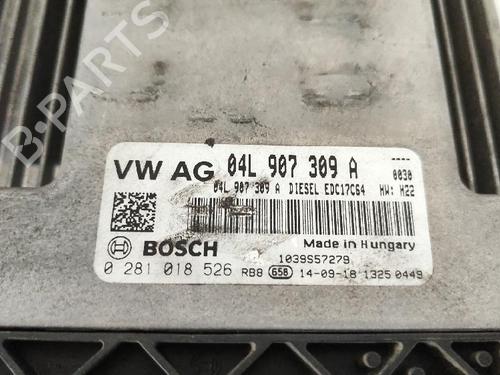 B-PARTS
VW AG 04L 907 309 A ----
04L 907 309 A DIESEL EDC17C64 0030
HW: H22
BOSCH Made in Hungary
1039S57279
0 281 018 526 RB8 658 14-09-18 1325 0449